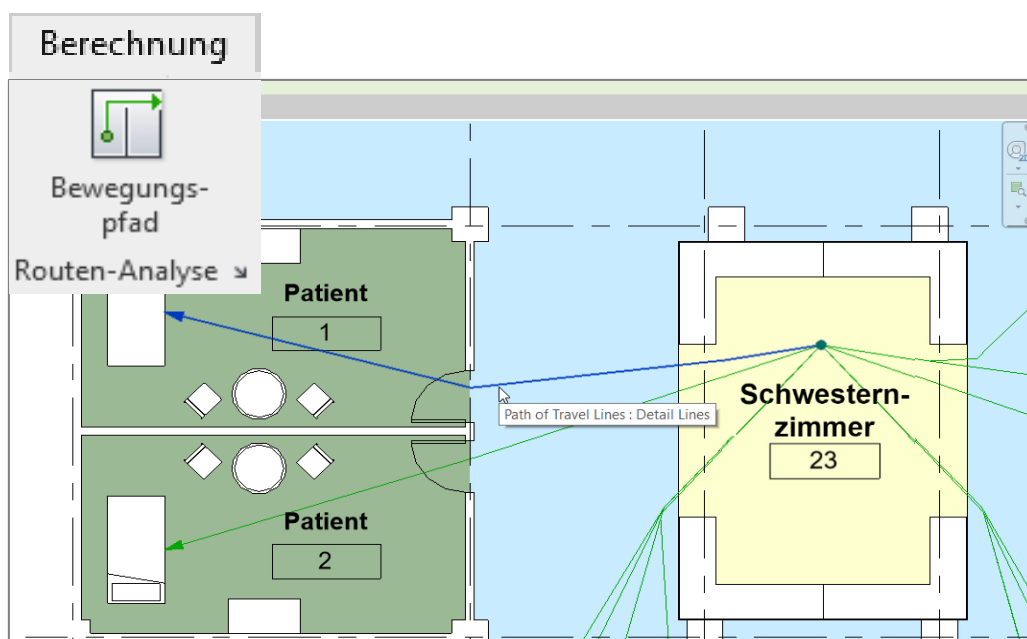 Berechnung
Bewegungs-
pfad
Routen-Analyse
Patient
1
Path of Travel Lines : Detail Lines
Schwestern-
zimmer
23
Patient
2